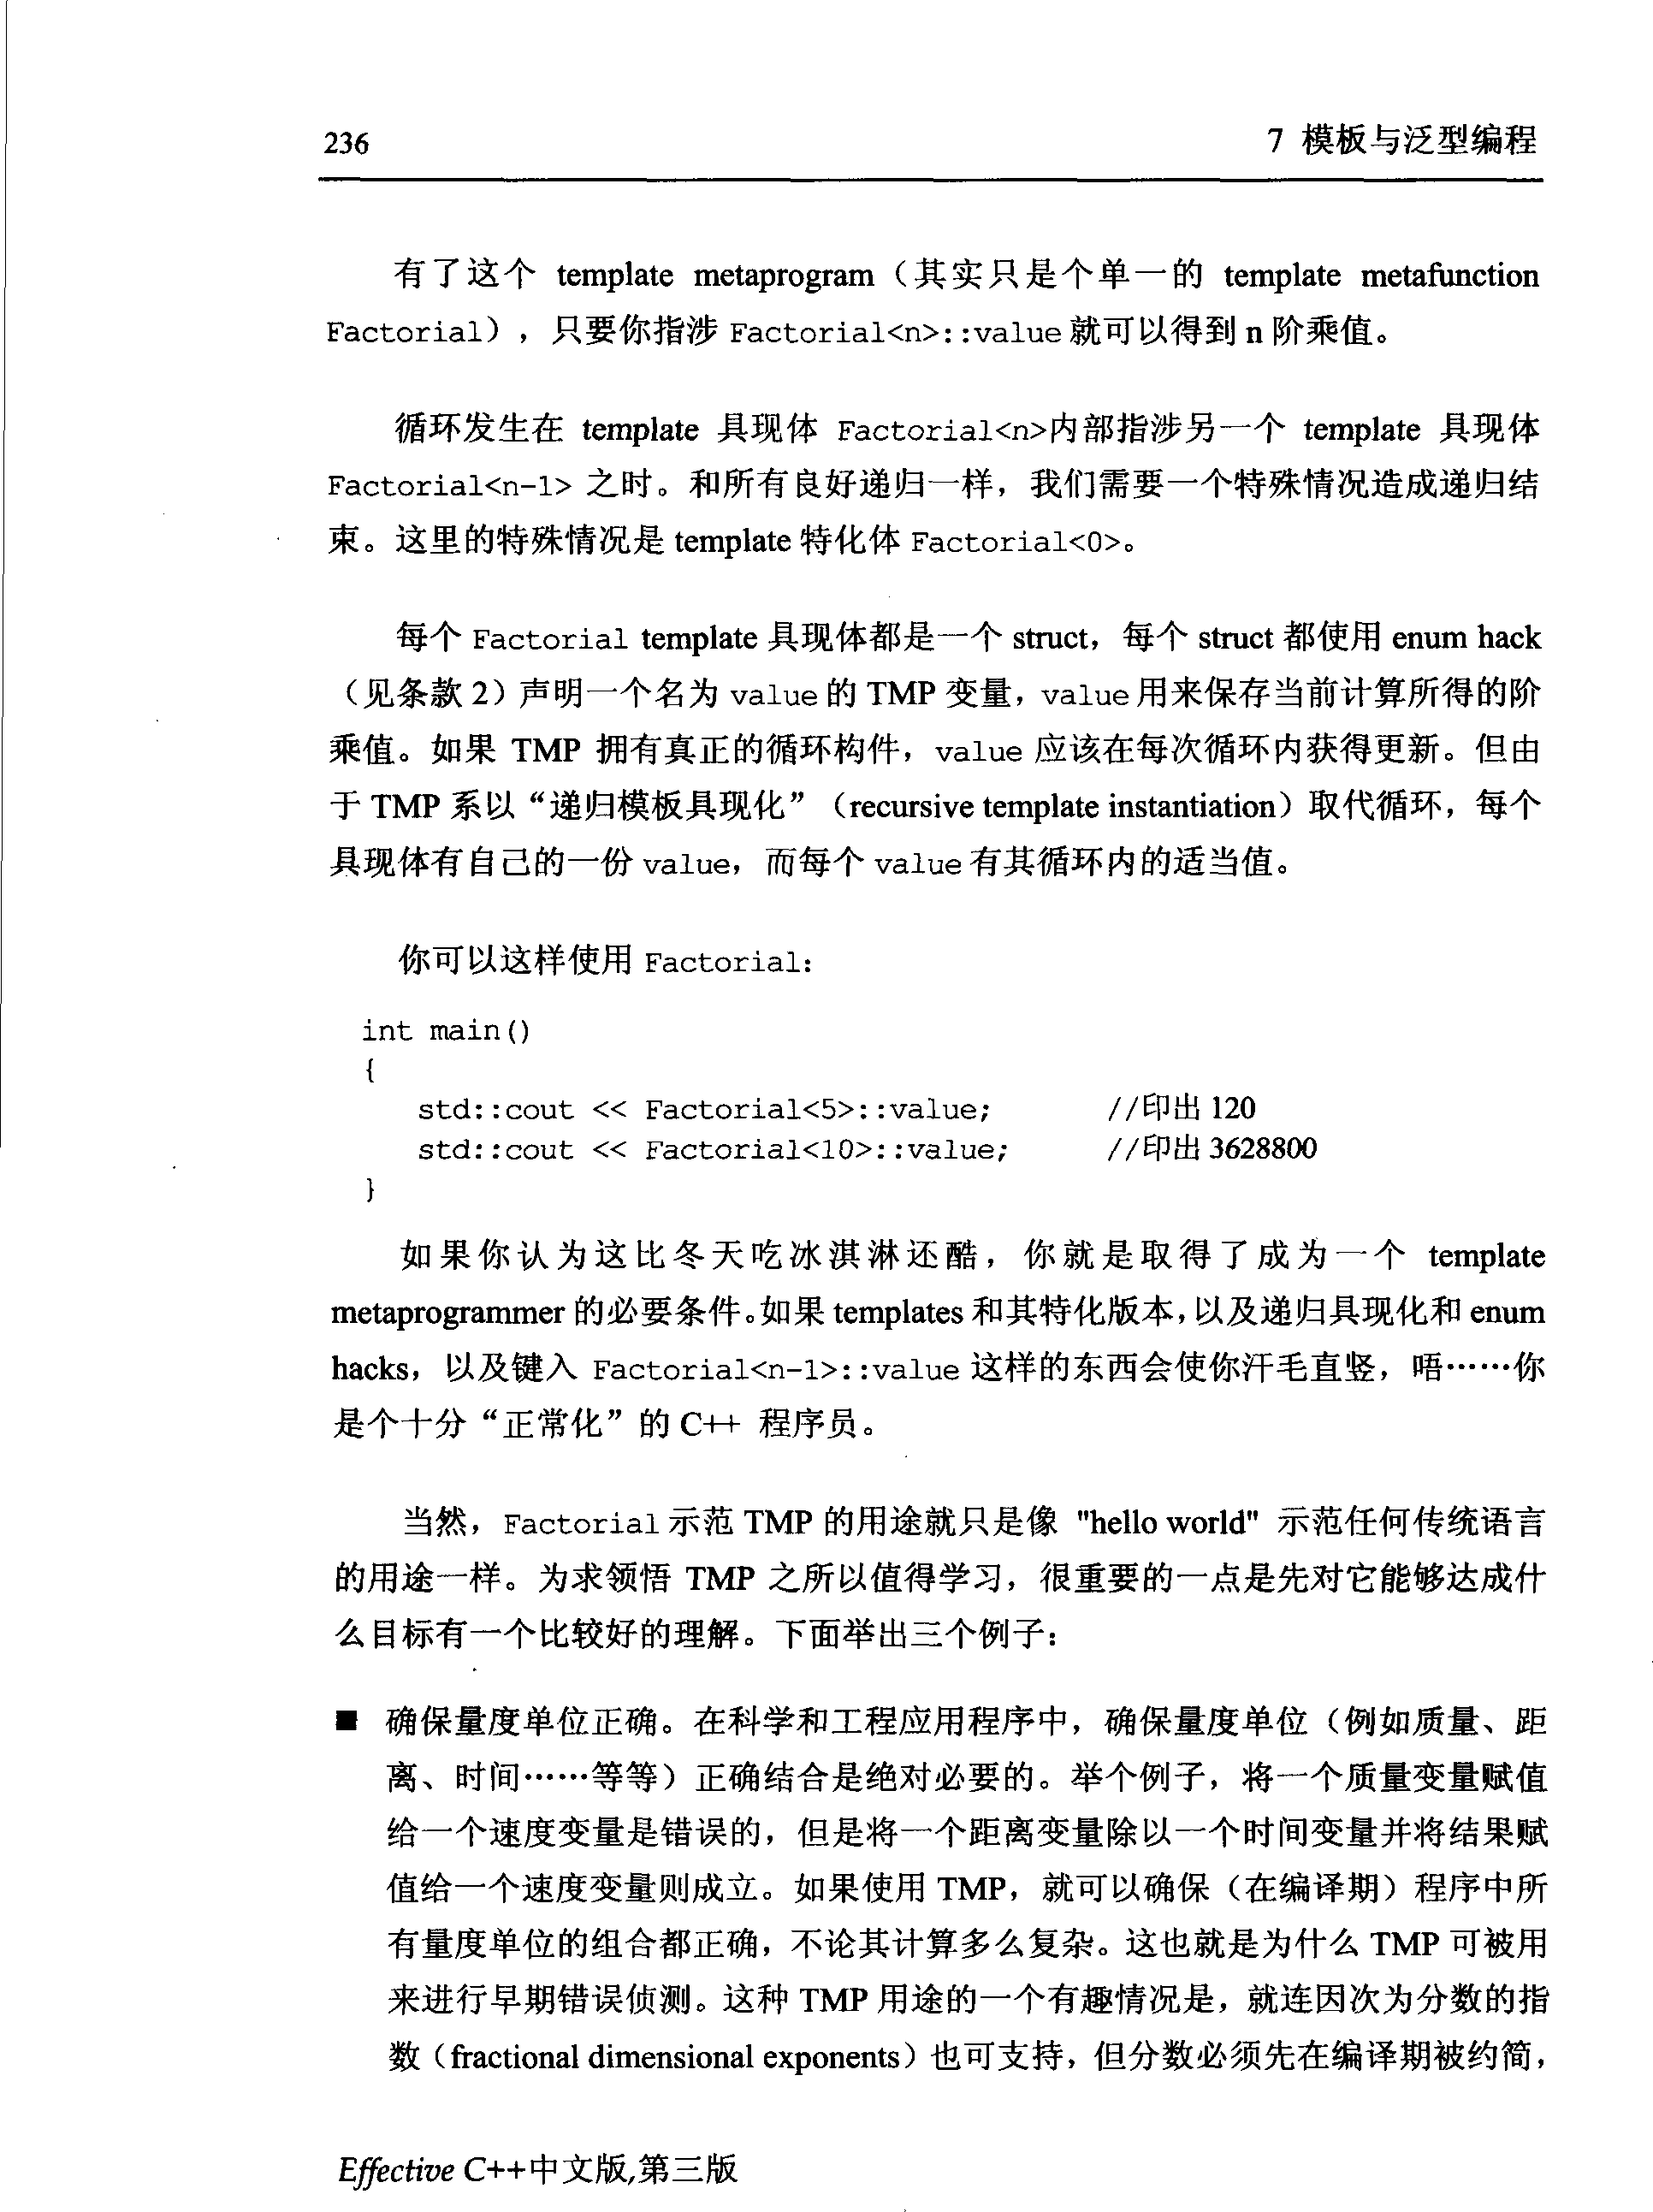 236
7 模板与泛型编程
有了这个 template metaprogram（其实只是个单一的 template metafunction
Factorial），只要你指涉 Factorial<n>::value 就可以得到 n 阶乘值。
循环发生在 template 具现体 Factorial<n>内部指涉另一个 template 具现体
Factorial<n-1> 之时。和所有良好递归一样，我们需要一个特殊情况造成递归结
束。这里的特殊情况是 template 特化体 Factorial<0>。
每个 Factorial template 具现体都是一个 struct，每个 struct 都使用 enum hack
（见条款 2）声明一个名为 value 的 TMP 变量，value 用来保存当前计算所得的阶
乘值。如果 TMP 拥有真正的循环构件，value 应该在每次循环内获得更新。但由
于 TMP 系以“递归模板具现化”（recursive template instantiation）取代循环，每个
具现体有自己的一份 value，而每个 value 有其循环内的适当值。
你可以这样使用 Factorial：
int main()
{
std::cout << Factorial<5>::value; //印出 120
std::cout << Factorial<10>::value; //印出 3628800
}
如果你认为这比冬天吃冰淇淋还酷，你就是取得了成为一个 template
metaprogrammer 的必要条件。如果 templates 和其特化版本，以及递归具现化和 enum
hacks，以及键入 Factorial<n-1>::value 这样的东西会使你汗毛直竖，唔……你
是个十分“正常化”的 C++ 程序员。
当然，Factorial 示范 TMP 的用途就只是像 "hello world" 示范任何传统语言
的用途一样。为求领悟 TMP 之所以值得学习，很重要的一点是先对它能够达成什
么目标有一个比较好的理解。下面举出三个例子：
■ 确保量度单位正确。在科学和工程应用程序中，确保量度单位（例如质量、距
离、时间……等等）正确结合是绝对必要的。举个例子，将一个质量变量赋值
给一个速度变量是错误的，但是将一个距离变量除以一个时间变量并将结果赋
值给一个速度变量则成立。如果使用 TMP，就可以确保（在编译期）程序中所
有量度单位的组合都正确，不论其计算多么复杂。这也就是为什么 TMP 可被用
来进行早期错误侦测。这种 TMP 用途的一个有趣情况是，就连因次为分数的指
数（fractional dimensional exponents）也可支持，但分数必须先在编译期被约简，
Effective C++中文版,第三版